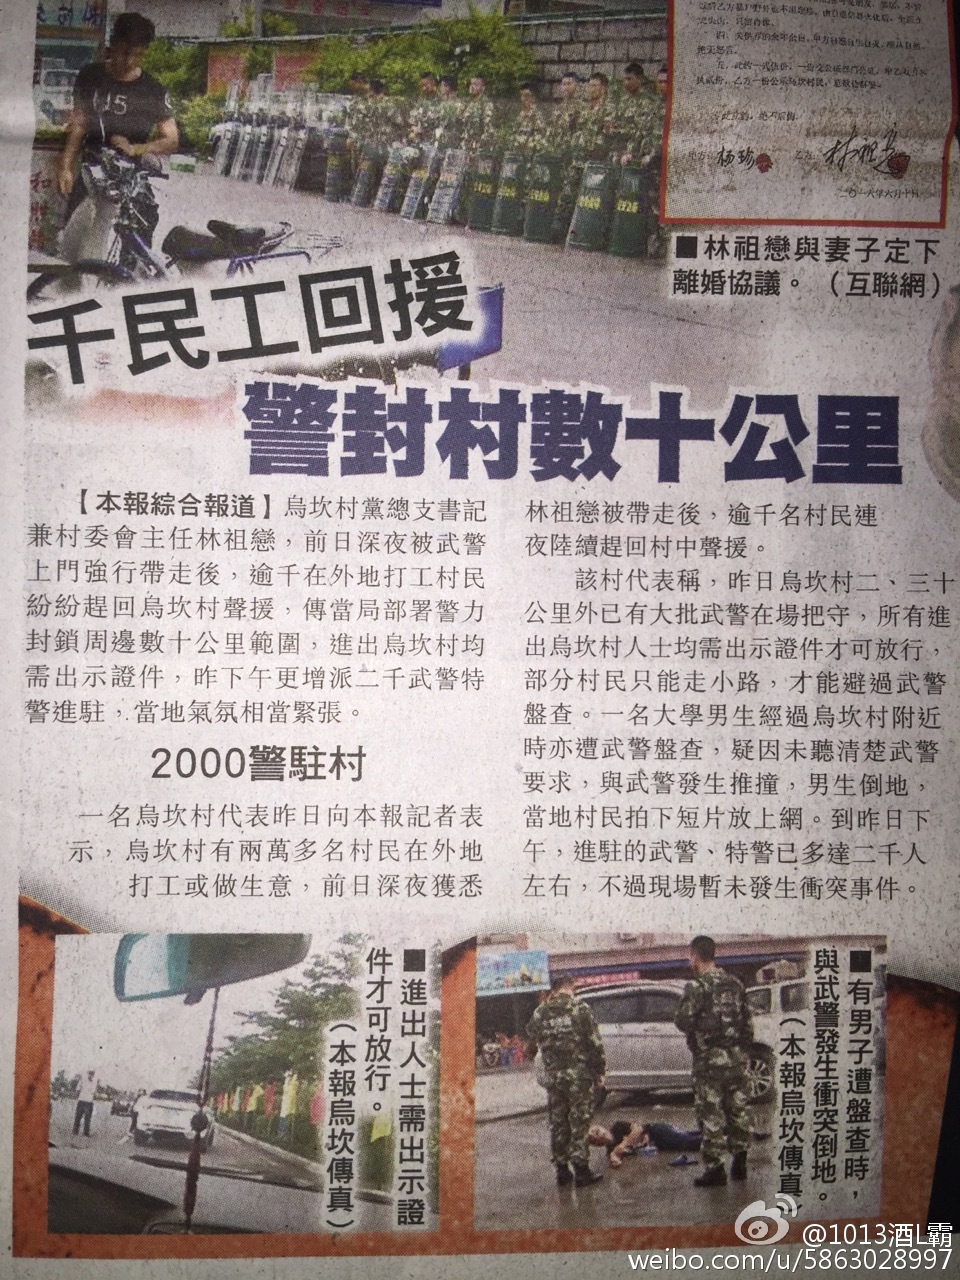 四
杨珍
乙方：
二〇一六年六月十
和
■林祖戀與妻子定下
離婚協議。（互聯網）
千民工回援
警封村數十公里
【本報綜合報道】烏坎村黨總支書記
兼村委會主任林祖戀，前日深夜被武警
上門強行帶走後，逾千在外地打工村民
紛紛趕回烏坎村聲援，傳當局部署警力
封鎖周邊數十公里範圍，進出烏坎村均
需出示證件，昨下午更增派二千武警特
警進駐，當地氣氛相當緊張。
2000警駐村
一名烏坎村代表昨日向本報記者表
示，烏坎村有兩萬多名村民在外地
打工或做生意，前日深夜獲悉
林祖戀被帶走後，逾千名村民連
夜陸續趕回村中聲援。
該村代表稱，昨日烏坎村二、三十
公里外已有大批武警在場把守，所有進
出烏坎村人士均需出示證件才可放行，
部分村民只能走小路，才能避過武警
盤查。一名大學男生經過烏坎村附近
時亦遭武警盤查，疑因未聽清楚武警
要求，與武警發生推撞，男生倒地，
當地村民拍下短片放上網。到昨日下
午，進駐的武警、特警已多達二千人
左右，不過現場暫未發生衝突事件。
■進出人士需出示證
件才可放行。
（本報烏坎傳真）
■有男子遭盤查時，
與武警發生衝突倒地。
（本報烏坎傳真）
@1013酒L霸
weibo.com/u/5863028997